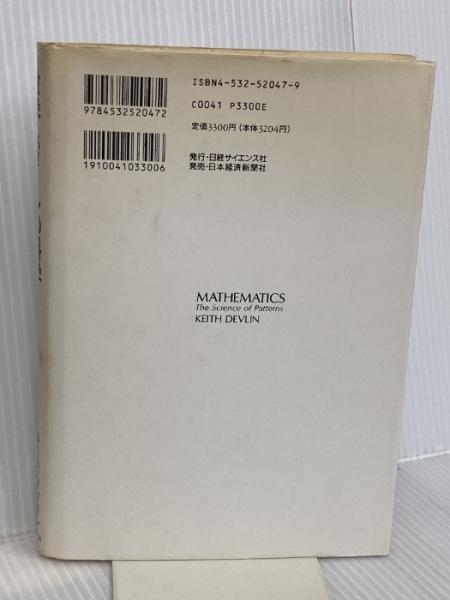 ISBN4-532-52047-9
9784532520472
C0041 P3300E
定価3300円(本体3204円)
1910041033006
発行・日経サイエンス社
発売・日本経済新聞社
MATHEMATICS
The Science of Patterns
KEITH DEVLIN